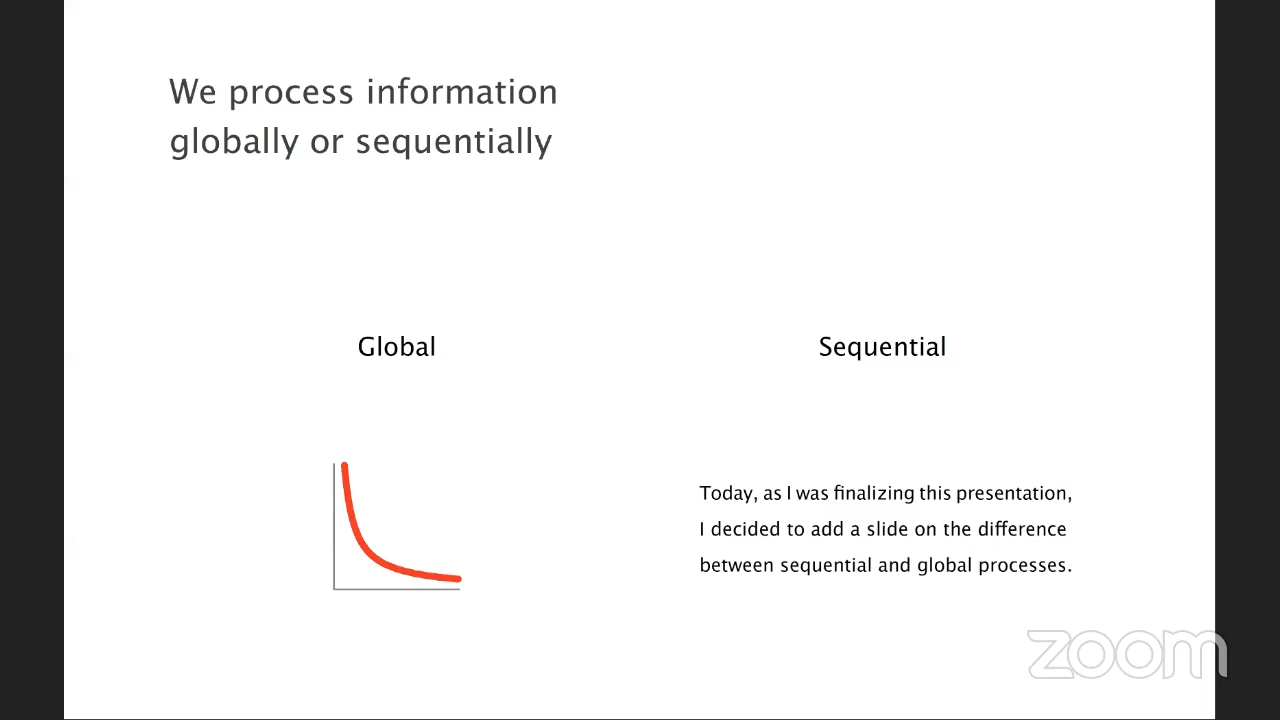 We process information
globally or sequentially
Global
Sequential
Today, as I was finalizing this presentation,
I decided to add a slide on the difference
between sequential and global processes.
zoom